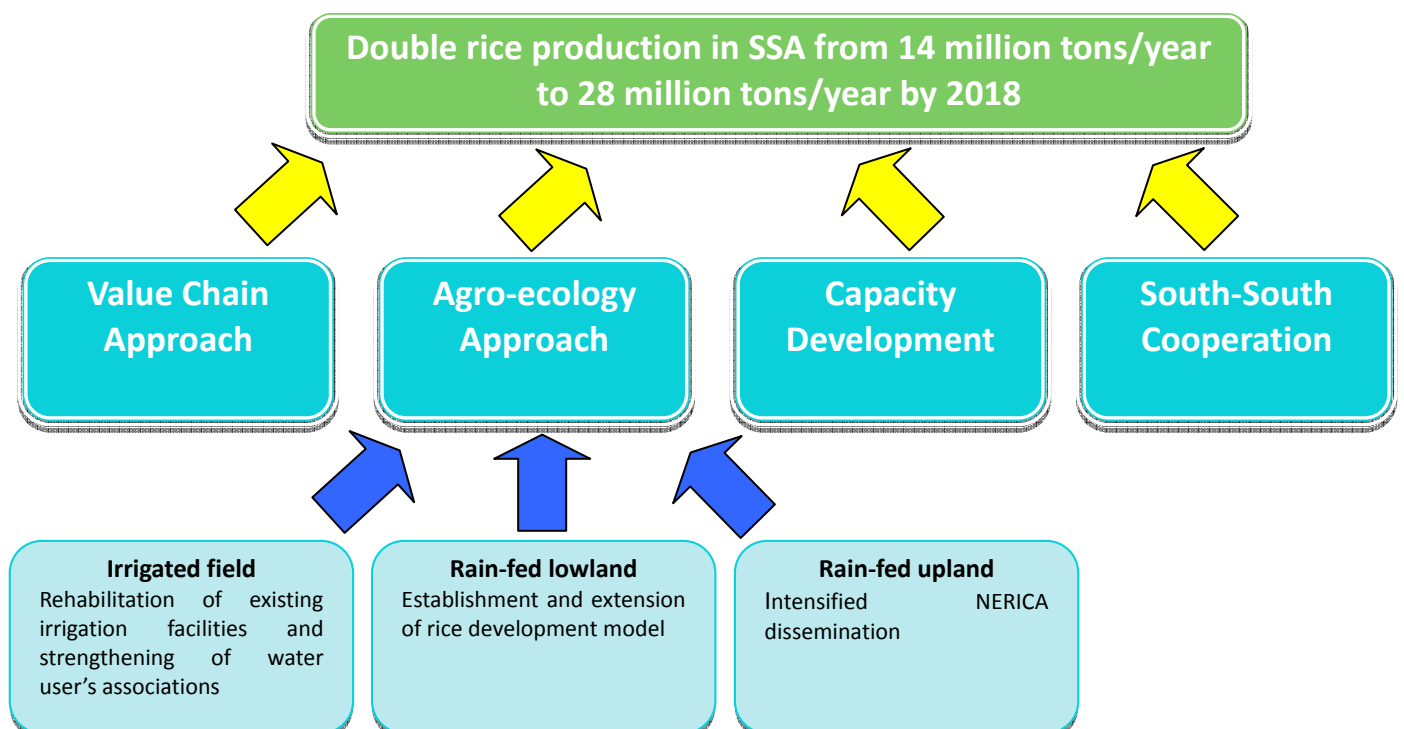 Double rice production in SSA from 14 million tons/year
to 28 million tons/year by 2018
Value Chain
Approach
Agro-ecology
Approach
Capacity
Development
South-South
Cooperation
Irrigated field
Rehabilitation of existing
irrigation facilities and
strengthening of water
user’s associations
Rain-fed lowland
Establishment and extension
of rice development model
Rain-fed upland
Intensified NERICA
dissemination